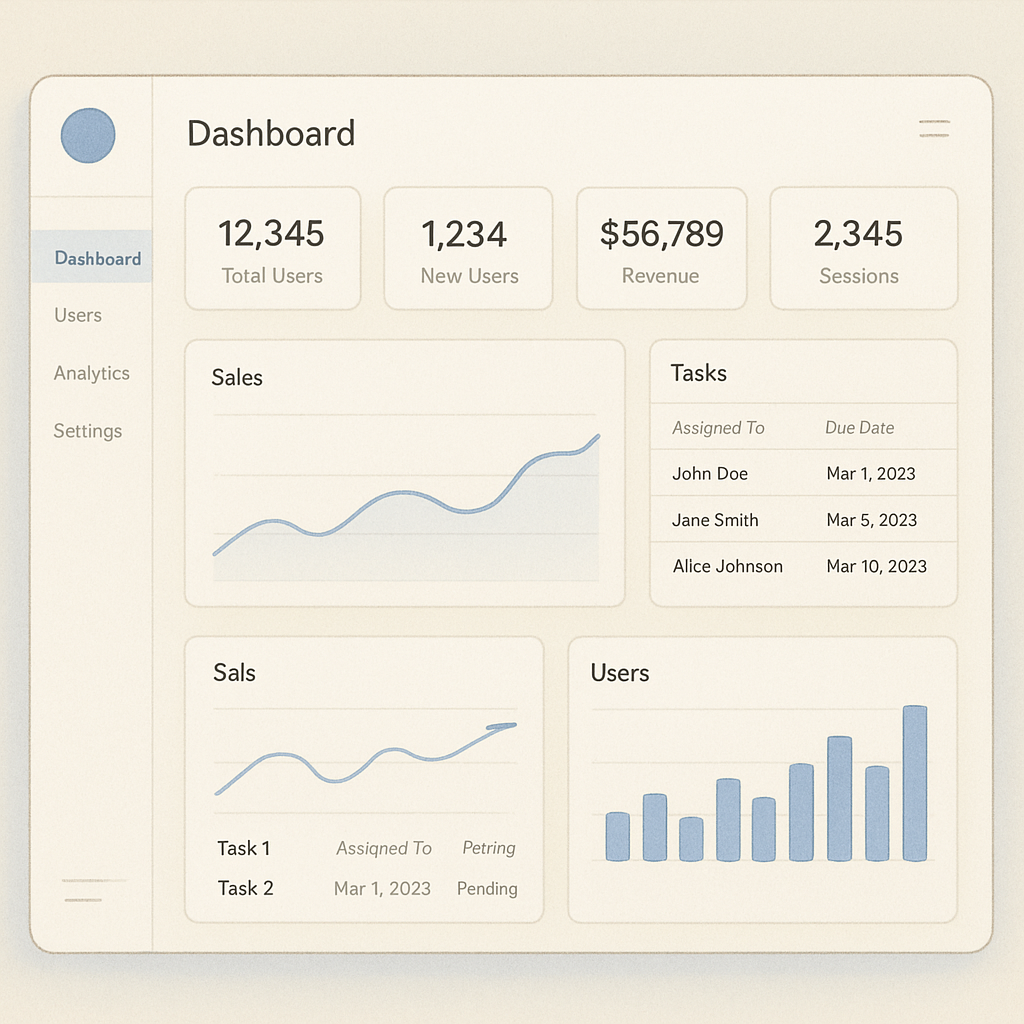 Dashboard
Dashboard
Users
Analytics
Settings
12,345
Total Users
1,234
New Users
$56,789
Revenue
2,345
Sessions
Sales
Tasks
Assigned To Due Date
John Doe Mar 1, 2023
Jane Smith Mar 5, 2023
Alice Johnson Mar 10, 2023
Sals
Task 1 Assiqned To Petring
Task 2 Mar 1, 2023 Pending
Users